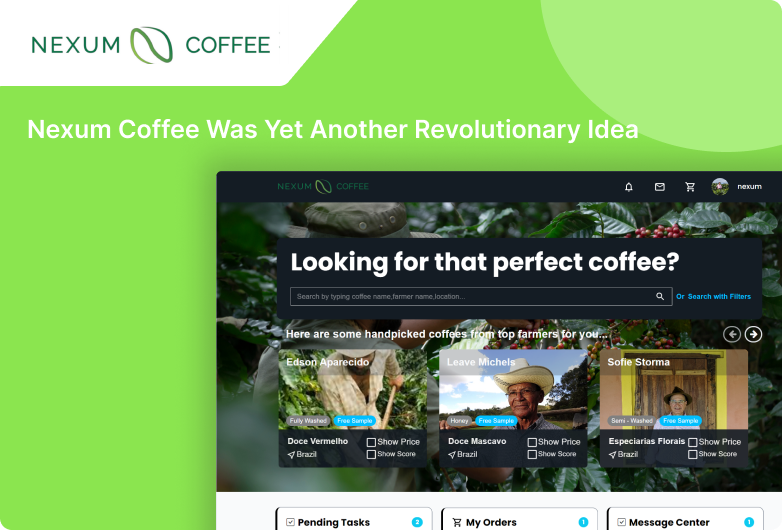 NEXUM COFFEE
Nexum Coffee Was Yet Another Revolutionary Idea
NEXUM COFFEE
nexum
Looking for that perfect coffee?
Search by typing coffee name,farmer name,location...
Or Search with Filters
Here are some handpicked coffees from top farmers for you...
Edson Aparecido
Fully Washed Free Sample
Doce Vermelho Show Price
Brazil Show Score
Leave Michels
Honey Free Sample
Doce Mascavo Show Price
Brazil Show Score
Sofie Storma
Semi - Washed Free Sample
Especiarias Florais Show Price
Brazil Show Score
Pending Tasks 2
My Orders 1
Message Center 1